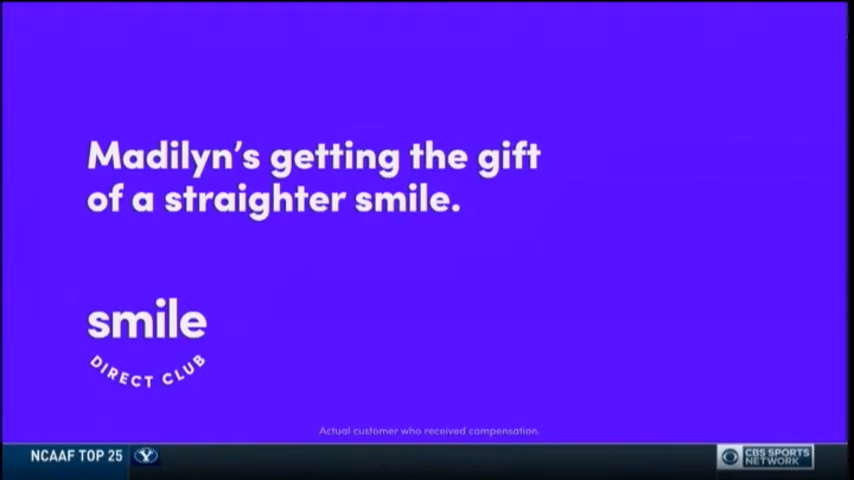 Madilyn's getting the gift
of a straighter smile.
smile
DIRECT CLUB
Actual customer who received compensation.
NCAAF TOP 25 Y CBS SPORTS
NETWORK